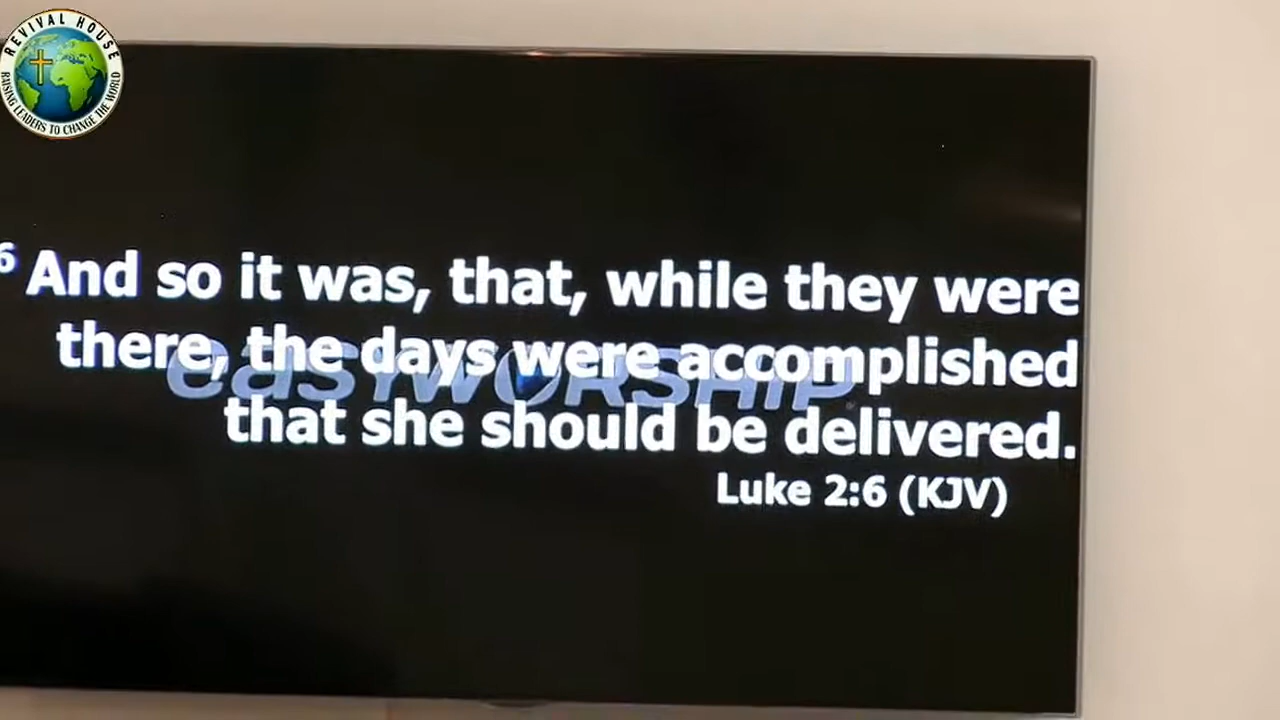 REVIVAL HOUSE
RAISING LEADERS TO CHANGE THE WORLD
6 And so it was, that, while they were
there, the days were accomplished
easyworship
that she should be delivered.
Luke 2:6 (KJV)